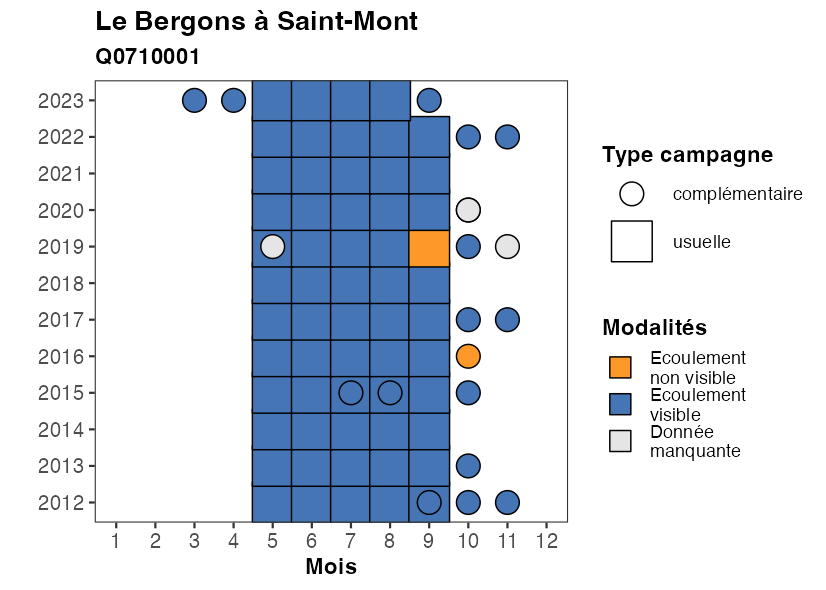 Le Bergons à Saint-Mont
Q0710001
2023
2022
2021
2020
2019
2018
2017
2016
2015
2014
2013
2012
1 2 3 4 5 6 7 8 9 10 11 12
Mois
Type campagne
complémentaire
usuelle
Modalités
Ecoulement
non visible
Ecoulement
visible
Donnée
manquante